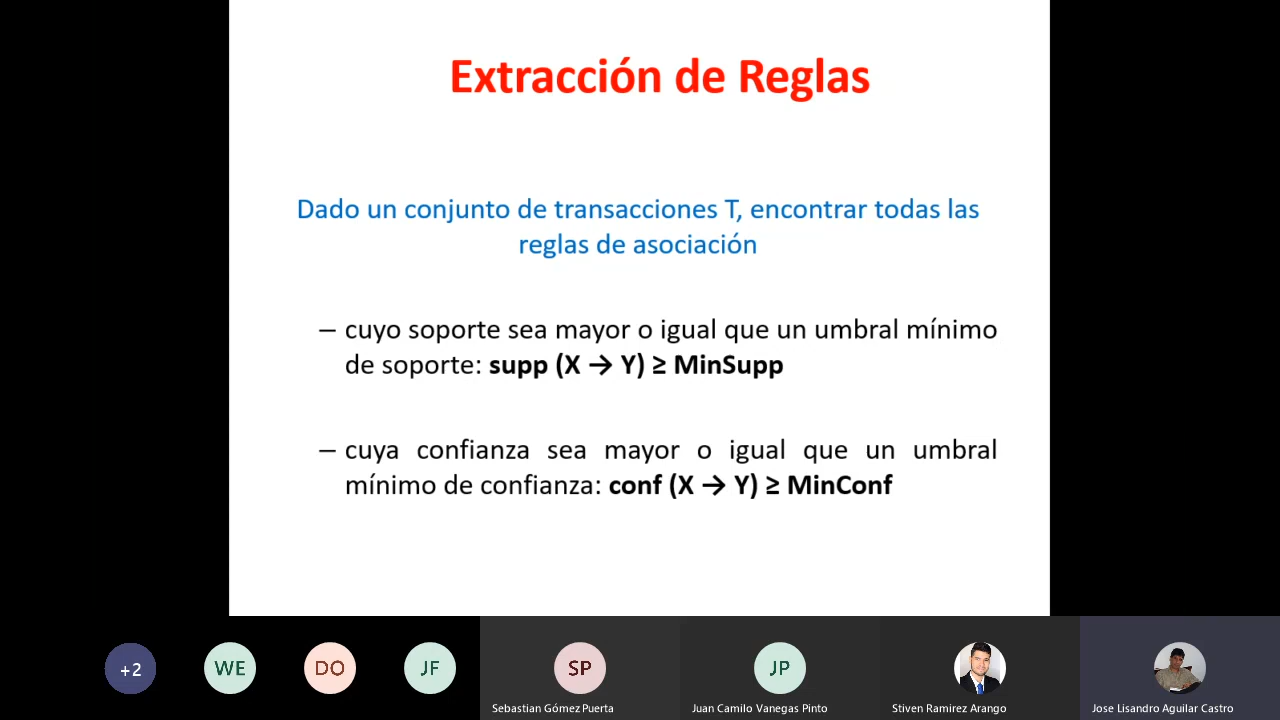 Extracción de Reglas
Dado un conjunto de transacciones T, encontrar todas las
reglas de asociación
– cuyo soporte sea mayor o igual que un umbral mínimo
de soporte: supp (X → Y) ≥ MinSupp
– cuya confianza sea mayor o igual que un umbral
mínimo de confianza: conf (X → Y) ≥ MinConf
+2
WE
DO
JF
SP
JP
Sebastian Gómez Puerta
Juan Camilo Vanegas Pinto
Stiven Ramirez Arango
Jose Lisandro Aguilar Castro